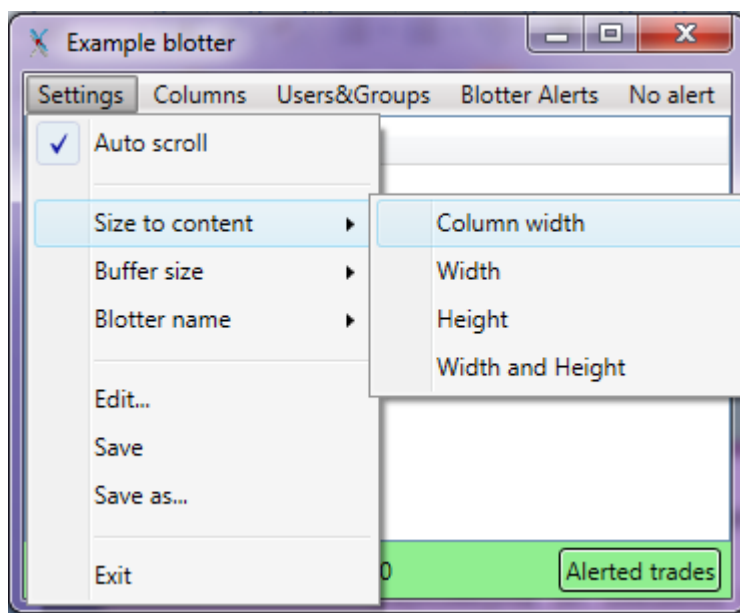 Example blotter
Settings Columns Users&Groups Blotter Alerts No alert
Auto scroll
Size to content
Column width
Buffer size
Width
Blotter name
Height
Width and Height
Edit...
Save
Save as...
Exit
0
Alerted trades